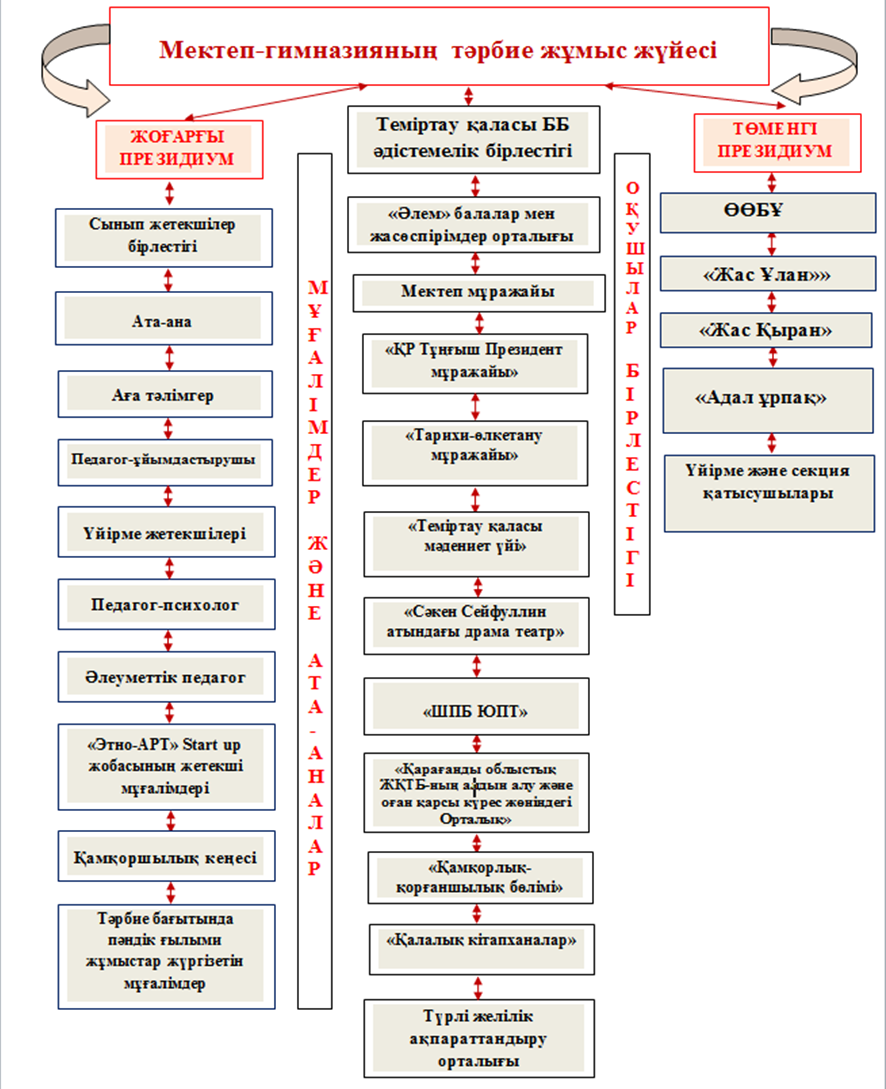 Мектеп-гимназияның тәрбие жұмыс жүйесі
ЖОҒАРҒЫ
ПРЕЗИДИУМ
Сынып жетекшілер
бірлестігі
Ата-ана
Аға тәлімгер
Педагог-ұйымдастырушы
Үйірме жетекшілері
Педагог-психолог
Әлеуметтік педагог
«Этно-АРТ» Start up
жобасының жетекші
мұғалімдері
Қамқоршылық кеңесі
Тәрбие бағытында
пәндік ғылыми
жұмыстар жүргізетін
мұғалімдер
МҰҒАЛІМДЕР ЖӘНЕ АТА-АНАЛАР
Теміртау қаласы ББ
әдістемелік бірлестігі
«Әлем» балалар мен
жасөспірімдер орталығы
Мектеп мұражайы
«ҚР Тұңғыш Президент
мұражайы»
«Тарихи-өлкетану
мұражайы»
«Теміртау қаласы
мәдениет үйі»
«Сәкен Сейфуллин
атындағы драма театр»
«ШПБ ЮПТ»
«Қарағанды облыстық
ЖҚТБ-ның алдын алу және
оған қарсы күрес жөніндегі
Орталық»
«Қамқорлық-
қорғаншылық бөлімі»
«Қалалық кітапханалар»
Түрлі желілік
ақпараттандыру
орталығы
ОҚУШЫЛАР БІРЛЕСТІГІ
ТӨМЕНГІ
ПРЕЗИДИУМ
ӨӨБҰ
«Жас Ұлан»»
«Жас Қыран»
«Адал ұрпақ»
Үйірме және секция
қатысушылары